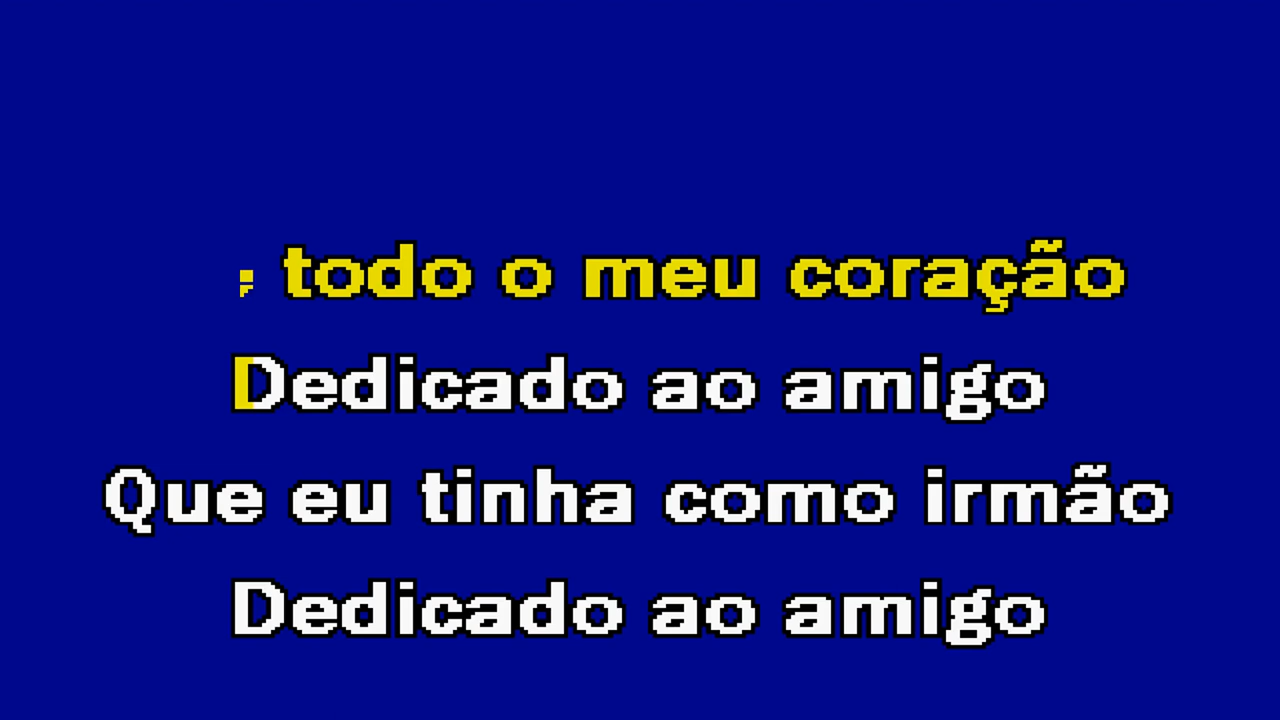 todo o meu coração
Dedicado ao amigo
Que eu tinha como irmão
Dedicado ao amigo